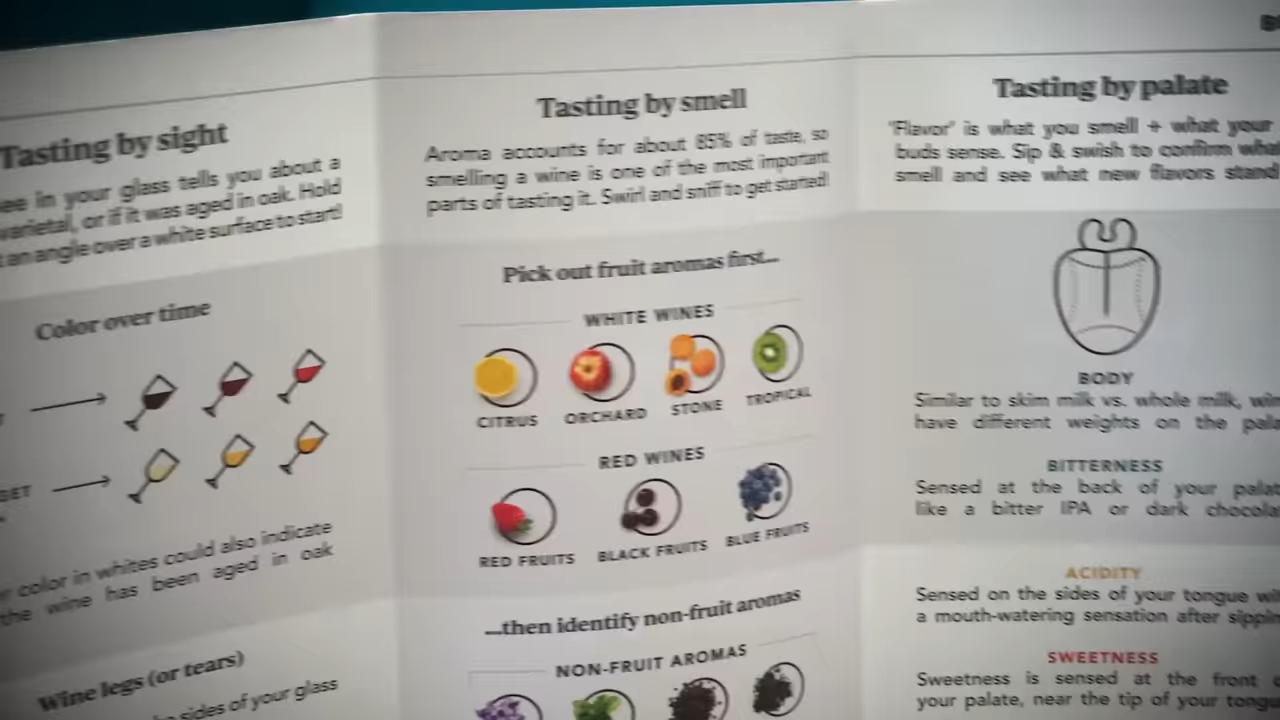 Tasting by sight
see in your glass tells you about a
varietal, or if it was aged in oak. Hold
an angle over a white surface to start!
Color over time
wine has been aged in oak
color in whites could also indicate
the wine has been aged in oak
Wine legs (or tears)
sides of your glass
Tasting by smell
Aroma accounts for about 85% of taste, so
smelling a wine is one of the most important
parts of tasting it. Swirl and sniff to get started!
Pick out fruit aromas first...
WHITE WINES
CITRUS ORCHARD STONE TROPICAL
RED WINES
RED FRUITS BLACK FRUITS BLUE FRUITS
...then identify non-fruit aromas
NON-FRUIT AROMAS
Tasting by palate
'Flavor' is what you smell + what your
buds sense. Sip & swish to confirm what
smell and see what new flavors stand
BODY
Similar to skim milk vs. whole milk,
have different weights on the
BITTERNESS
Sensed at the back of your
like a bitter IPA or dark
ACIDITY
Sensed on the sides of your tongue
a mouth-watering sensation after
SWEETNESS
Sweetness is sensed at the front
your palate, near the tip of your